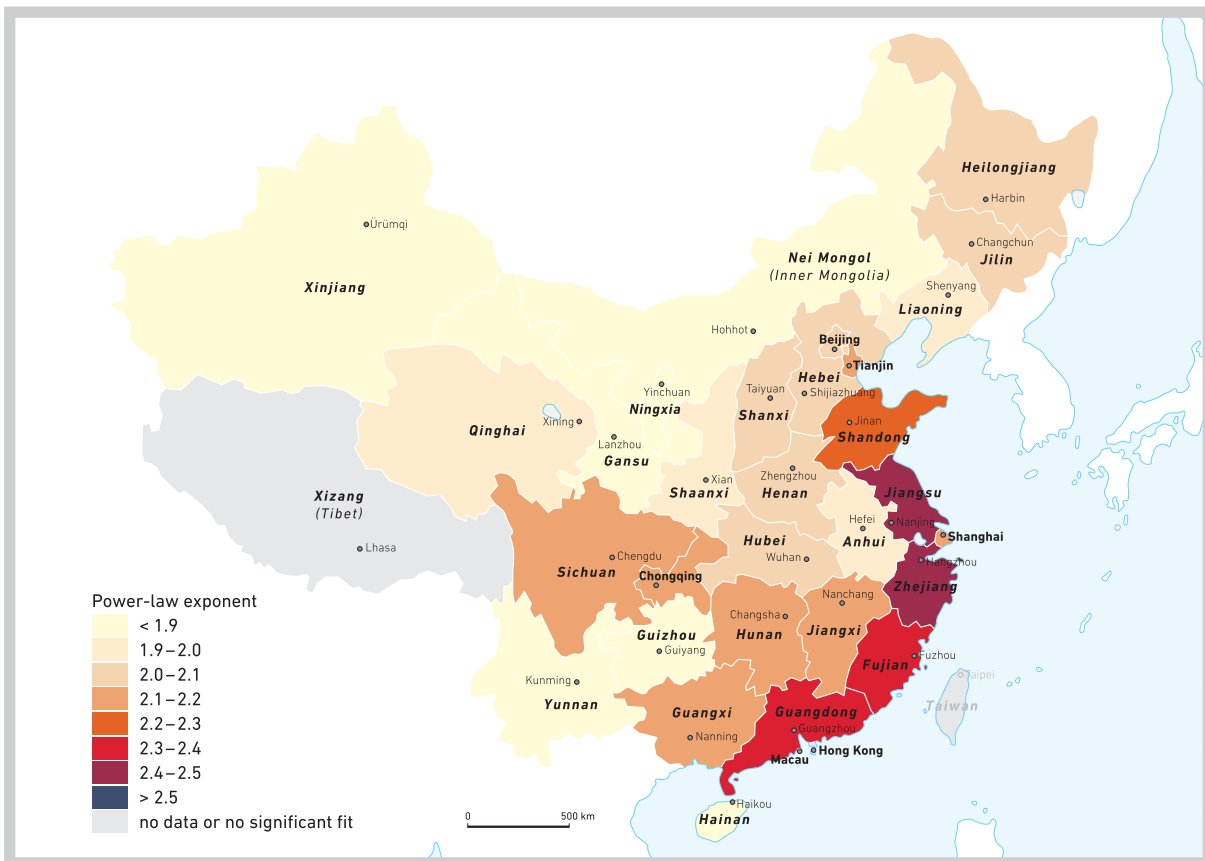 Heilongjiang
Harbin
Ürümqi
Changchun
Jilin
Nei Mongol
(Inner Mongolia)
Xinjiang
Shenyang
Liaoning
Hohhot
Beijing
Tianjin
Hebei
Yinchuan
Taiyuan
Shijiazhuang
Ningxia
Shanxi
Xining
Jinan
Qinghai
Shandong
Lanzhou
Gansu
Zhengzhou
Xian
Shaanxi
Henan
Jiangsu
Xizang
(Tibet)
Hefei
Nanjing
Shanghai
Anhui
Hubei
Lhasa
Chengdu
Wuhan
Hangzhou
Sichuan
Chongqing
Zhejiang
Nanchang
Changsha
Jiangxi
Guizhou
Hunan
Guiyang
Fuzhou
Fujian
Taipei
Kunming
Yunnan
Taiwan
Guangxi
Guangdong
Guangzhou
Nanning
Hong Kong
Macau
Haikou
Hainan
Power-law exponent
< 1.9
1.9–2.0
2.0–2.1
2.1–2.2
2.2–2.3
2.3–2.4
2.4–2.5
> 2.5
no data or no significant fit
0 500 km